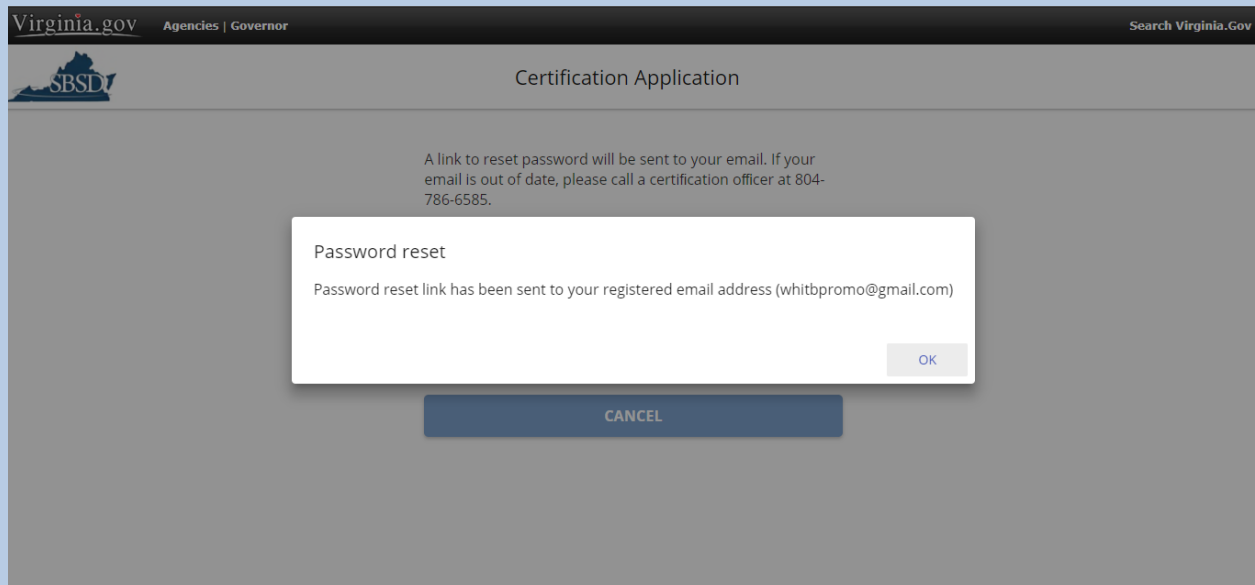 Virginia.gov Agencies | Governor Search Virginia.Gov
SBSD
Certification Application
A link to reset password will be sent to your email. If your
email is out of date, please call a certification officer at 804-
786-6585.
Password reset
Password reset link has been sent to your registered email address (whitbpromo@gmail.com)
OK
CANCEL